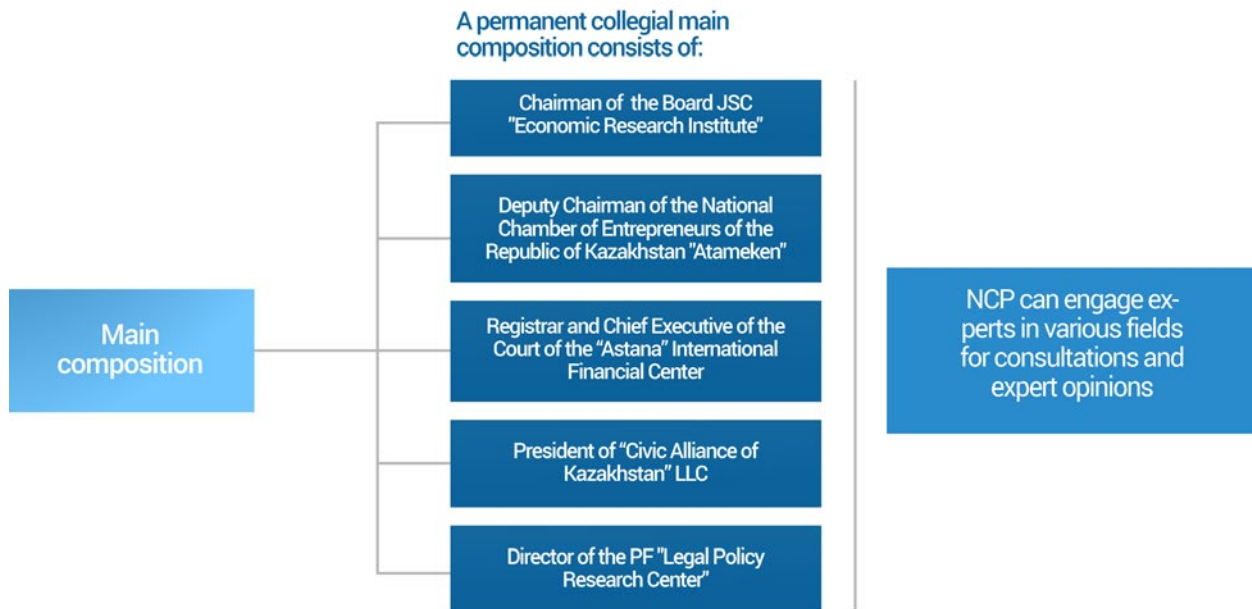 A permanent collegial main
composition consists of:
Main
composition
Chairman of the Board JSC
"Economic Research Institute"
Deputy Chairman of the National
Chamber of Entrepreneurs of the
Republic of Kazakhstan "Atameken"
Registrar and Chief Executive of the
Court of the “Astana” International
Financial Center
President of “Civic Alliance of
Kazakhstan” LLC
Director of the PF "Legal Policy
Research Center"
NCP can engage ex-
perts in various fields
for consultations and
expert opinions